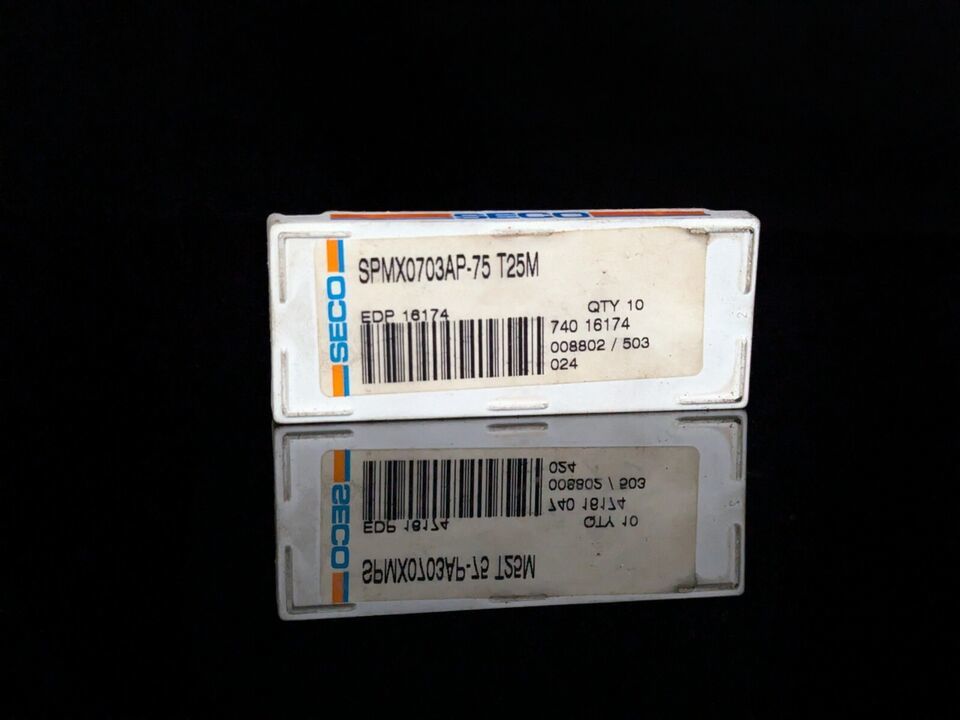 SECO
SECO
SPMX0703AP-75 T25M
EDP 16174
QTY 10
740 16174
008802 / 503
024